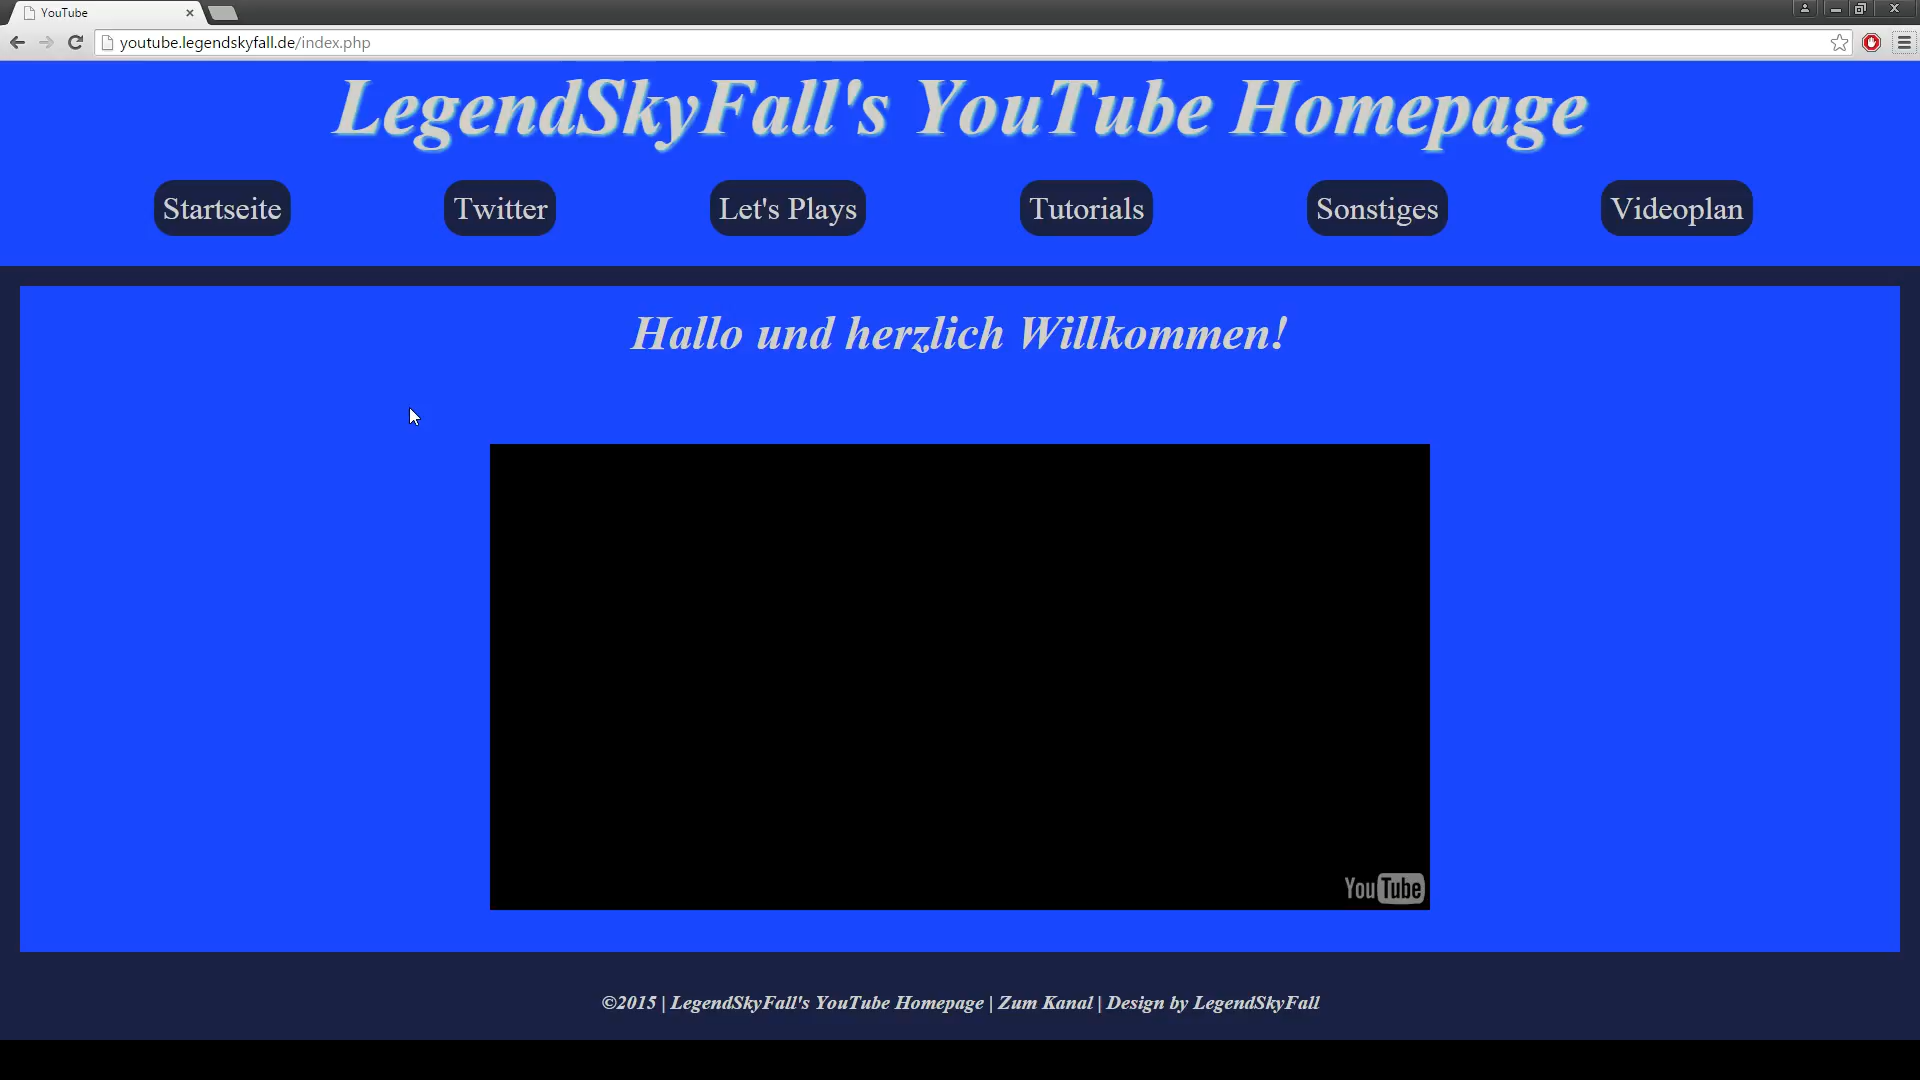 YouTube
youtube.legendskyfall.de/index.php
LegendSkyFall's YouTube Homepage
Startseite Twitter Let's Plays Tutorials Sonstiges Videoplan
Hallo und herzlich Willkommen!
YouTube
©2015 | LegendSkyFall's YouTube Homepage | Zum Kanal | Design by LegendSkyFall